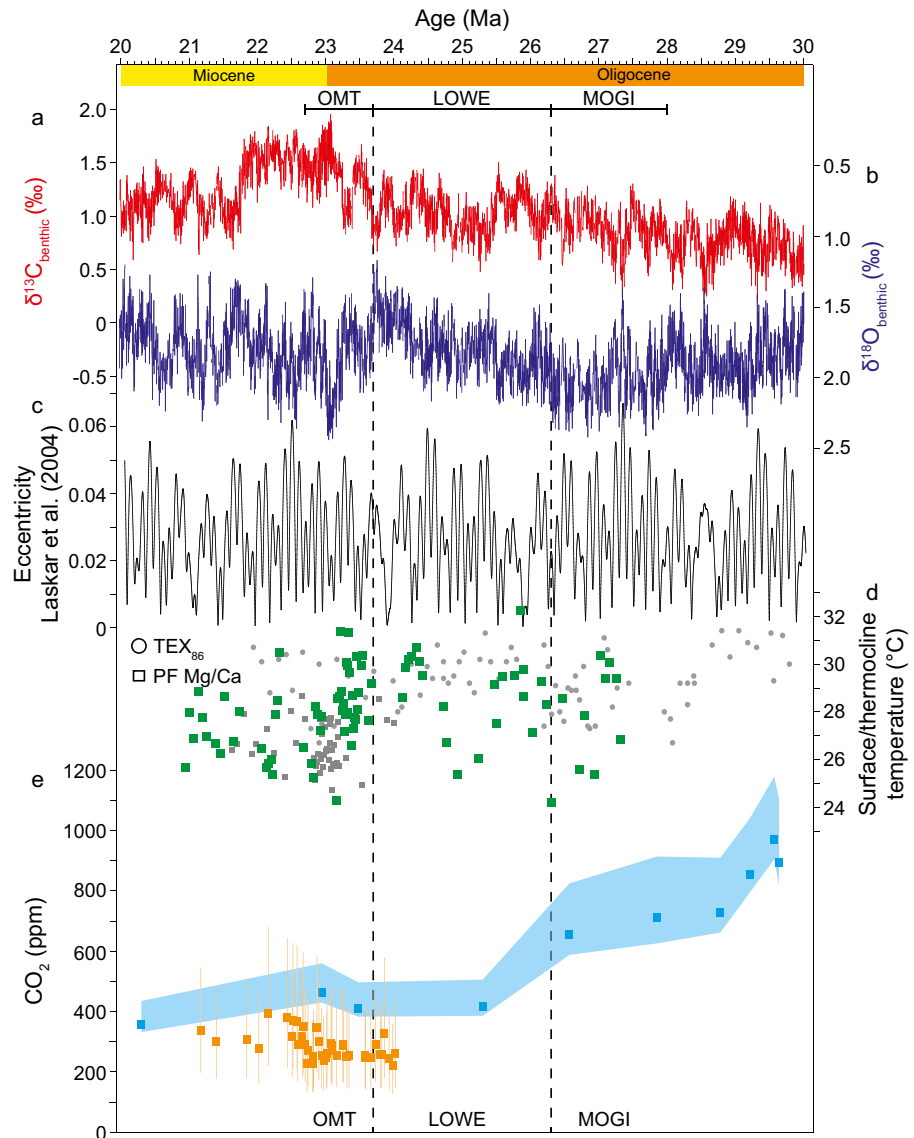 Age (Ma)
20 21 22 23 24 25 26 27 28 29 30
Miocene Oligocene
OMT LOWE MOGI
a
2.0
1.5
1.0
0.5
0
-0.5
δ13Cbenthic (‰)
b
0.5
1.0
1.5
2.0
2.5
δ18Obenthic (‰)
c
0.06
0.04
0.02
0
Eccentricity
Laskar et al. (2004)
d
TEX86
PF Mg/Ca
32
30
28
26
24
Surface/thermocline
temperature (°C)
e
1200
1000
800
600
400
200
0
CO2 (ppm)
OMT LOWE MOGI